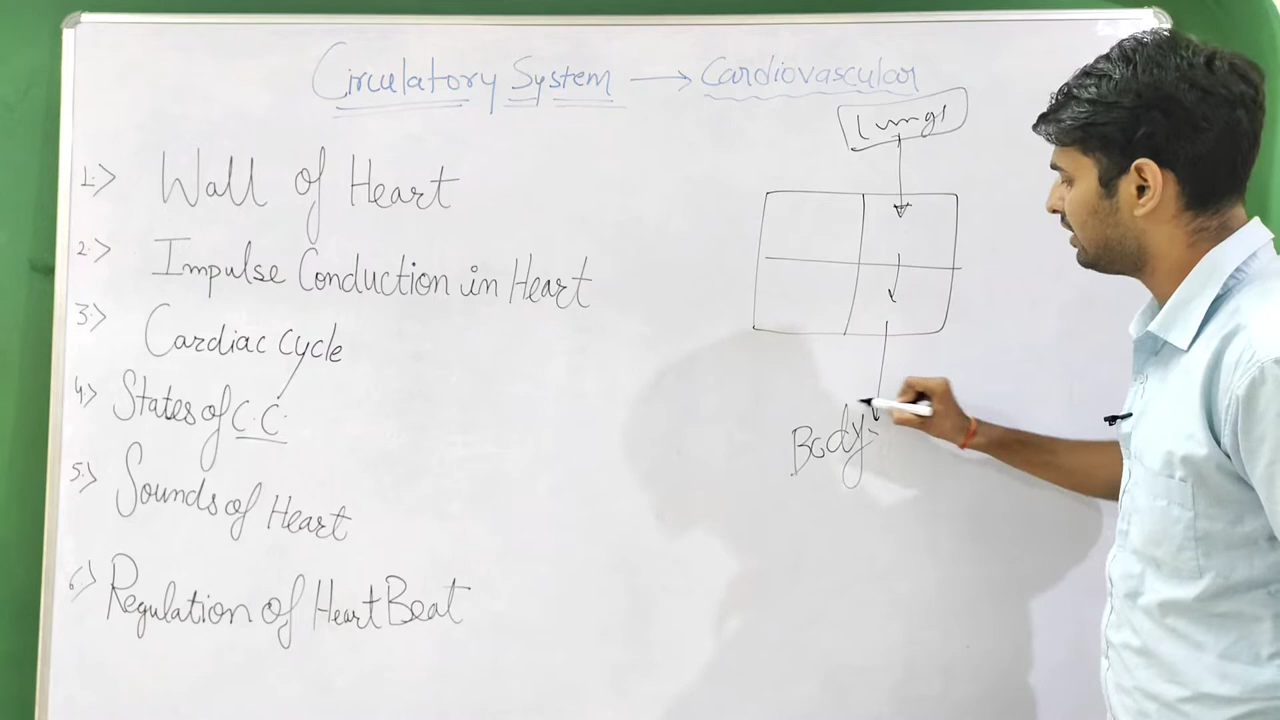 Circulatory System → Cardiovascular
Lungs
1.> Wall of Heart
2.> Impulse Conduction in Heart
3.> Cardiac cycle
4.> States of C.C.
5.> Sounds of Heart
6.> Regulation of Heart Beat
Body